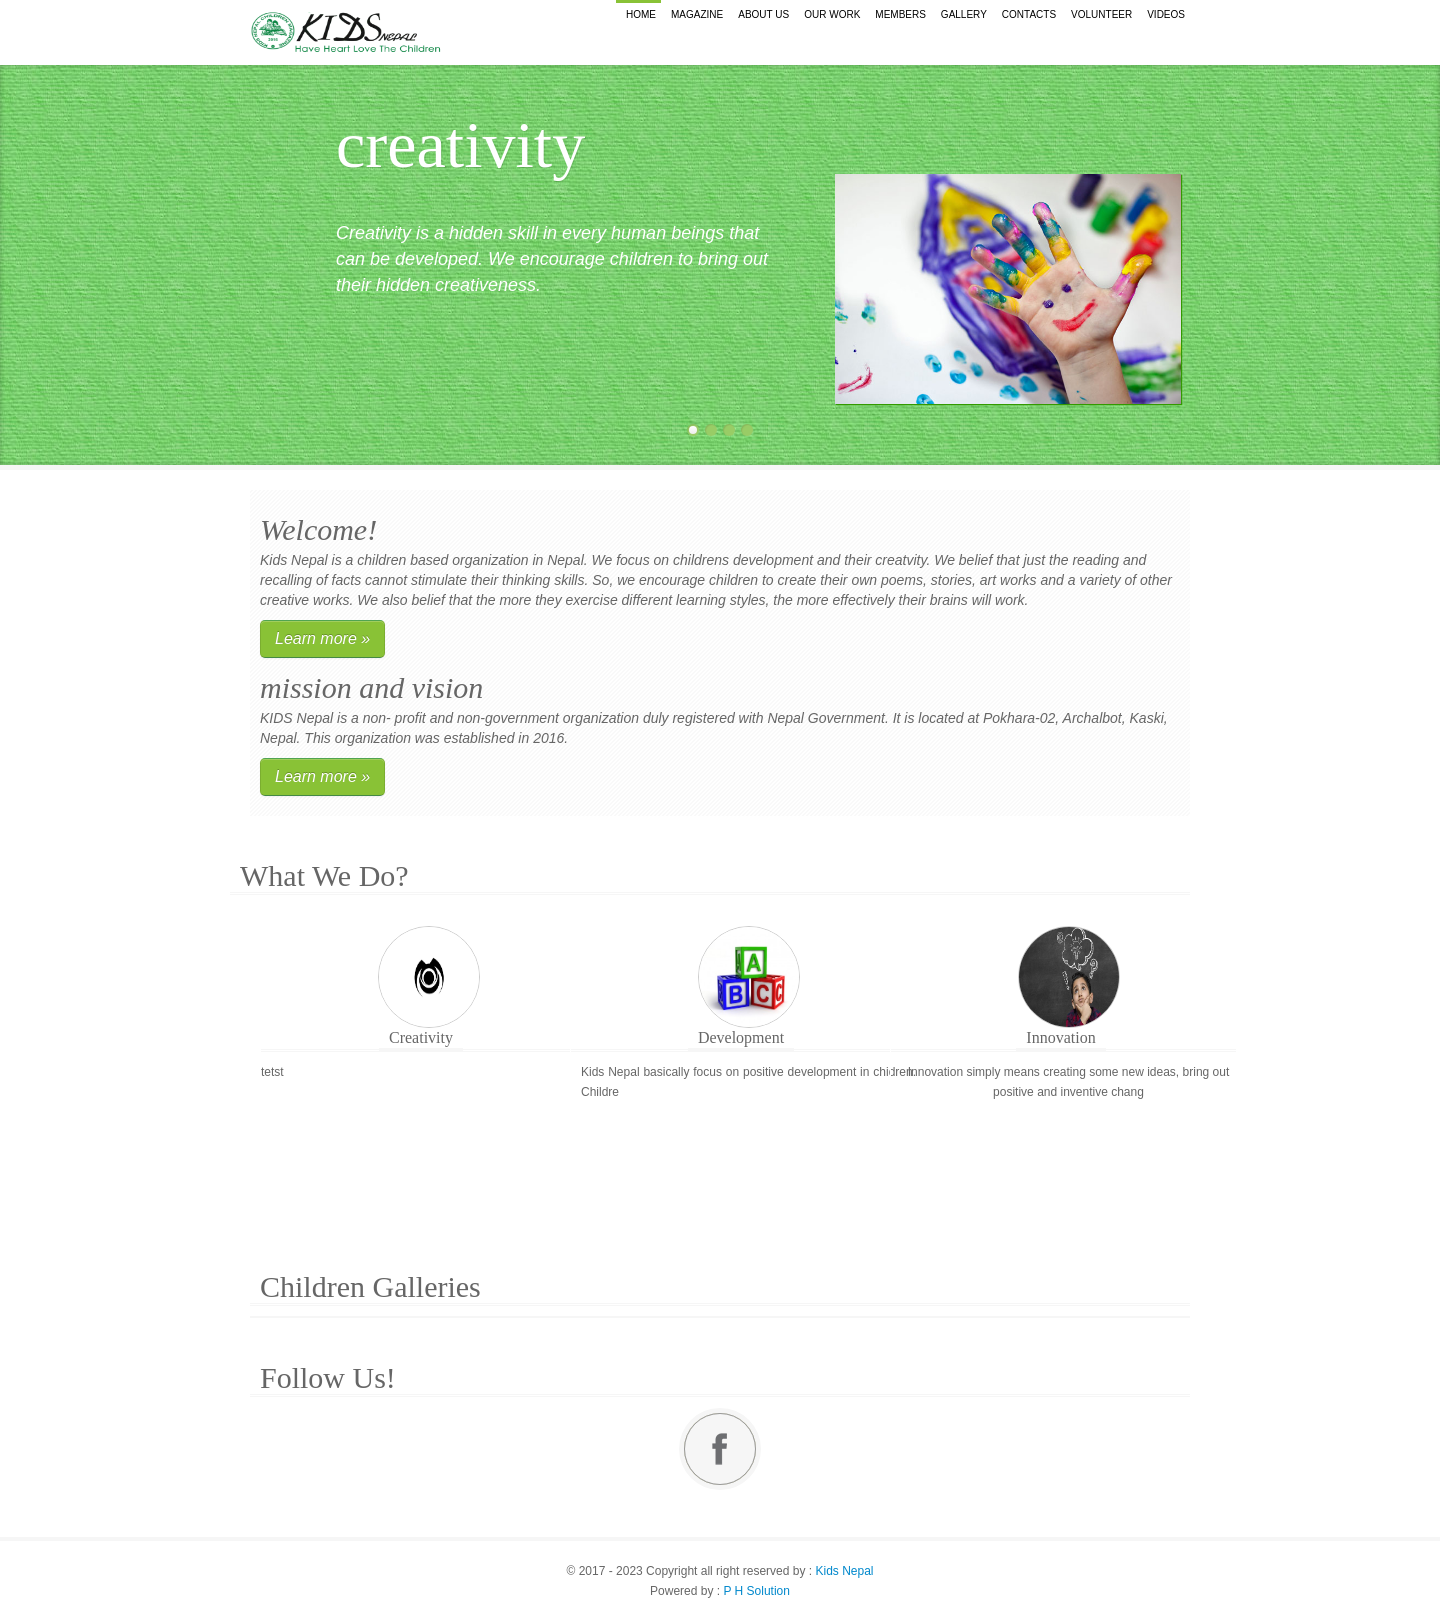 KIDS NEPAL
Have Heart Love The Children
HOME MAGAZINE ABOUT US OUR WORK MEMBERS GALLERY CONTACTS VOLUNTEER VIDEOS
creativity
Creativity is a hidden skill in every human beings that
can be developed. We encourage children to bring out
their hidden creativeness.
Welcome!
Kids Nepal is a children based organization in Nepal. We focus on childrens development and their creatvity. We belief that just the reading and
recalling of facts cannot stimulate their thinking skills. So, we encourage children to create their own poems, stories, art works and a variety of other
creative works. We also belief that the more they exercise different learning styles, the more effectively their brains will work.
Learn more »
mission and vision
KIDS Nepal is a non- profit and non-government organization duly registered with Nepal Government. It is located at Pokhara-02, Archalbot, Kaski,
Nepal. This organization was established in 2016.
Learn more »
What We Do?
A
B C C
Creativity
Development
Innovation
tetst
Kids Nepal basically focus on positive development in children.
Childre
Innovation simply means creating some new ideas, bring out
positive and inventive chang
Children Galleries
Follow Us!
f
© 2017 - 2023 Copyright all right reserved by : Kids Nepal
Powered by : P H Solution